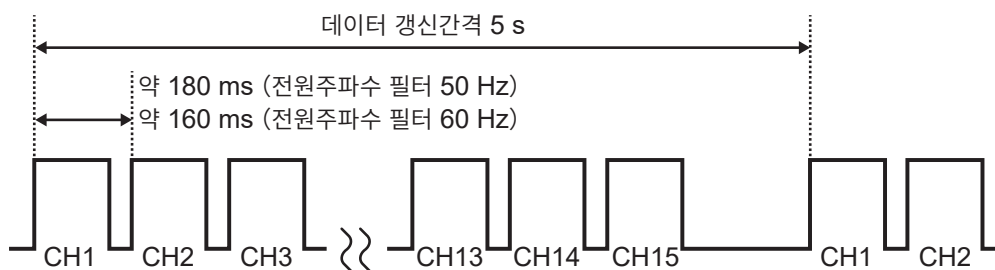 데이터 갱신간격 5 s
약 180 ms (전원주파수 필터 50 Hz)
약 160 ms (전원주파수 필터 60 Hz)
CH1 CH2 CH3 CH13 CH14 CH15 CH1 CH2